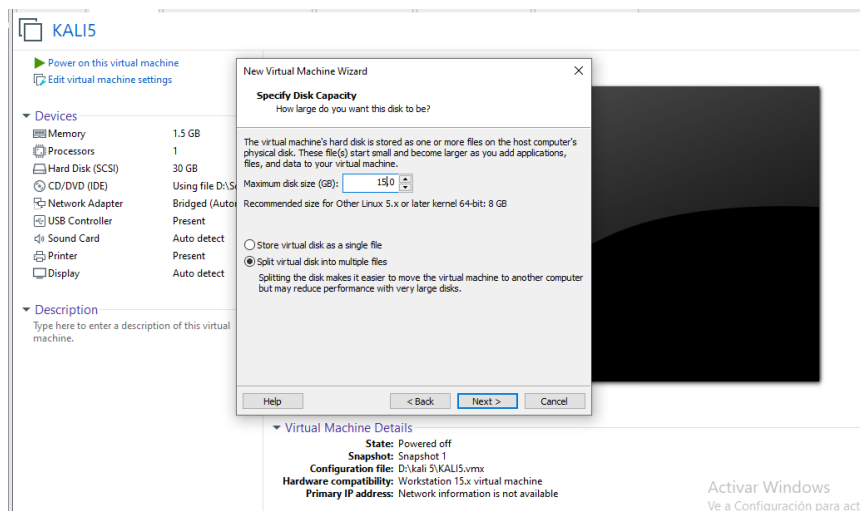 KALI5
Power on this virtual machine
Edit virtual machine settings
Devices
Memory 1.5 GB
Processors 1
Hard Disk (SCSI) 30 GB
CD/DVD (IDE) Using file D:\S
Network Adapter Bridged (Auto
USB Controller Present
Sound Card Auto detect
Printer Present
Display Auto detect
Description
Type here to enter a description of this virtual
machine.
New Virtual Machine Wizard
Specify Disk Capacity
How large do you want this disk to be?
The virtual machine's hard disk is stored as one or more files on the host computer's
physical disk. These file(s) start small and become larger as you add applications,
files, and data to your virtual machine.
Maximum disk size (GB): 15.0
Recommended size for Other Linux 5.x or later kernel 64-bit: 8 GB
Store virtual disk as a single file
Split virtual disk into multiple files
Splitting the disk makes it easier to move the virtual machine to another computer
but may reduce performance with very large disks.
Help < Back Next > Cancel
Virtual Machine Details
State: Powered off
Snapshot: Snapshot 1
Configuration file: D:\kali 5\KALI5.vmx
Hardware compatibility: Workstation 15.x virtual machine
Primary IP address: Network information is not available
Activar Windows
Ve a Configuración para act